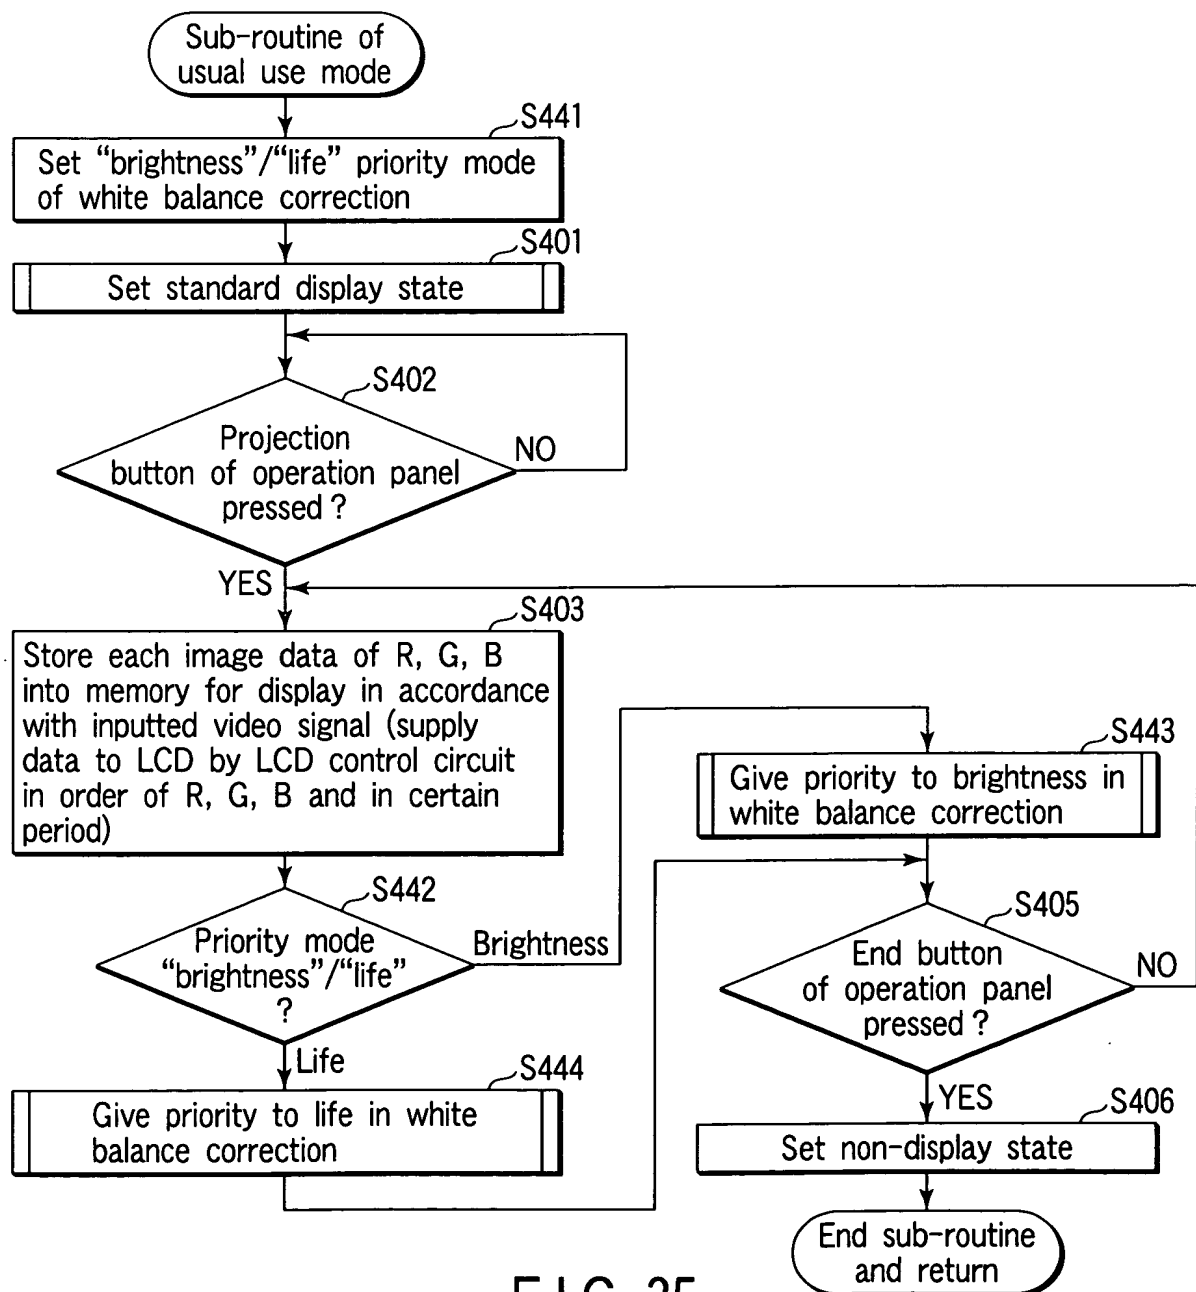 Sub-routine of
usual use mode
S441
Set “brightness”/“life” priority mode
of white balance correction
S401
Set standard display state
S402
Projection
button of operation panel
pressed ?
NO
YES
S403
Store each image data of R, G, B
into memory for display in accordance
with inputted video signal (supply
data to LCD by LCD control circuit
in order of R, G, B and in certain
period)
S442
Priority mode
“brightness”/“life”
?
Brightness
Life
S444
Give priority to life in white
balance correction
S443
Give priority to brightness in
white balance correction
S405
End button
of operation panel
pressed ?
NO
YES
S406
Set non-display state
End sub-routine
and return